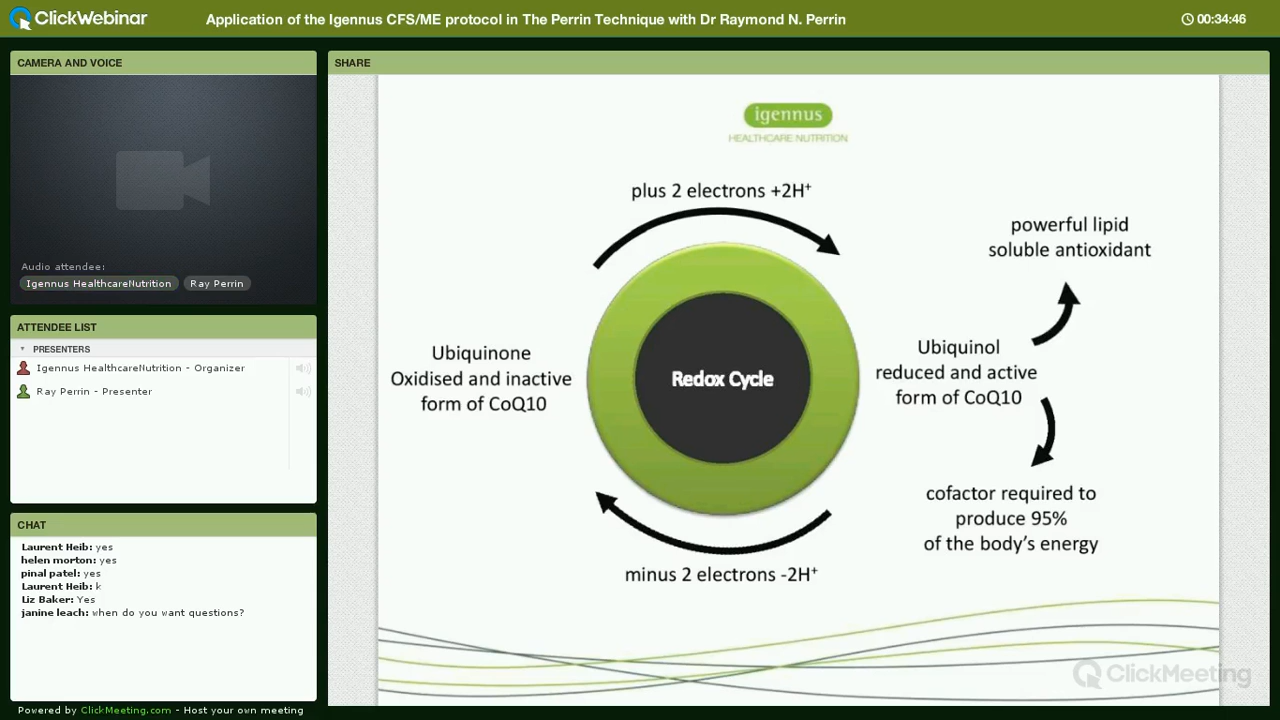 ClickWebinar
Application of the Igennus CFS/ME protocol in The Perrin Technique with Dr Raymond N. Perrin
00:34:46
CAMERA AND VOICE
Audio attendee:
Igennus HealthcareNutrition
Ray Perrin
ATTENDEE LIST
PRESENTERS
Igennus HealthcareNutrition - Organizer
Ray Perrin - Presenter
CHAT
Laurent Heib: yes
helen morton: yes
pinal patel: yes
Laurent Heib: k
Liz Baker: Yes
janine leach: when do you want questions?
Powered by ClickMeeting.com - Host your own meeting
SHARE
igennus
HEALTHCARE NUTRITION
plus 2 electrons +2H⁺
powerful lipid
soluble antioxidant
Ubiquinone
Oxidised and inactive
form of CoQ10
Redox Cycle
Ubiquinol
reduced and active
form of CoQ10
cofactor required to
produce 95%
of the body's energy
minus 2 electrons -2H⁺
ClickMeeting